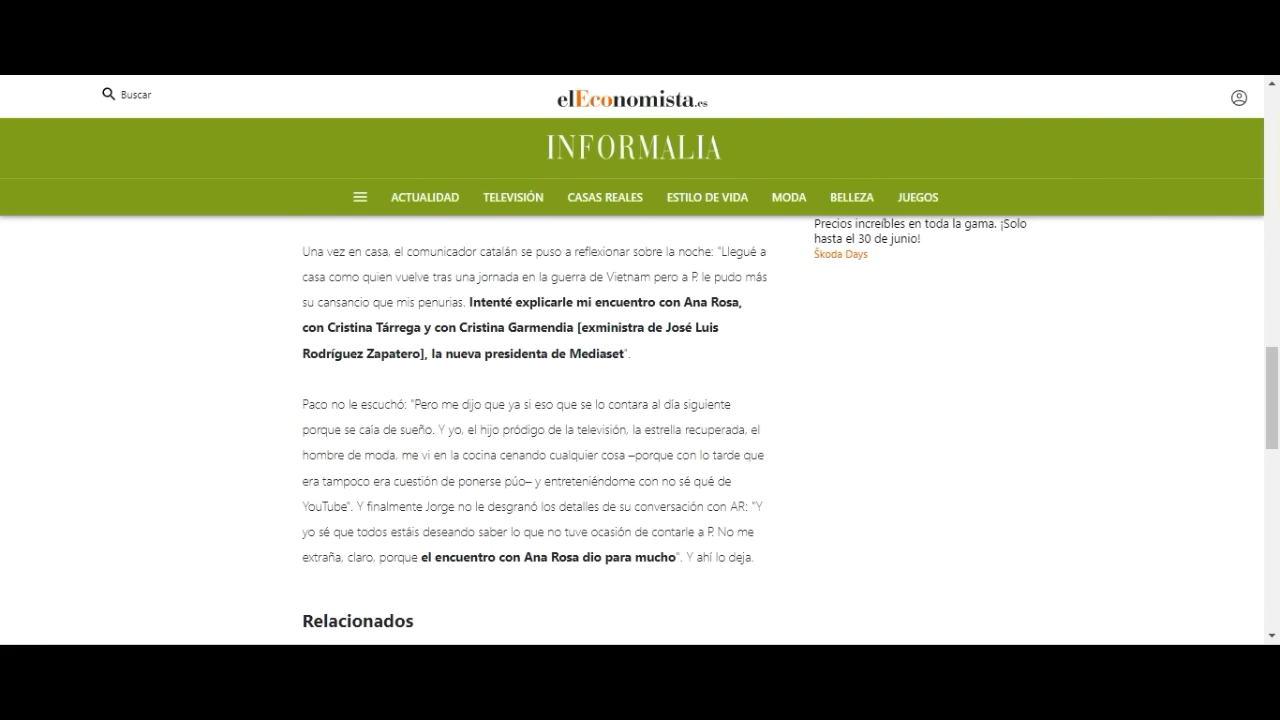 Buscar
elEconomista.es
INFORMALIA
ACTUALIDAD TELEVISIÓN CASAS REALES ESTILO DE VIDA MODA BELLEZA JUEGOS
Precios increíbles en toda la gama. ¡Solo
hasta el 30 de junio!
Škoda Days
Una vez en casa, el comunicador catalán se puso a reflexionar sobre la noche: "Llegué a
casa como quien vuelve tras una jornada en la guerra de Vietnam pero a P. le pudo más
su cansancio que mis penurias. Intenté explicarle mi encuentro con Ana Rosa,
con Cristina Tárrega y con Cristina Garmendia [exministra de José Luis
Rodríguez Zapatero], la nueva presidenta de Mediaset".
Paco no le escuchó: "Pero me dijo que ya si eso que se lo contara al día siguiente
porque se caía de sueño. Y yo, el hijo pródigo de la televisión, la estrella recuperada, el
hombre de moda, me vi en la cocina cenando cualquier cosa –porque con lo tarde que
era tampoco era cuestión de ponerse púo– y entreteniéndome con no sé qué de
YouTube". Y finalmente Jorge no le desgranó los detalles de su conversación con AR: "Y
yo sé que todos estáis deseando saber lo que no tuve ocasión de contarle a P. No me
extraña, claro, porque el encuentro con Ana Rosa dio para mucho". Y ahí lo deja.
Relacionados